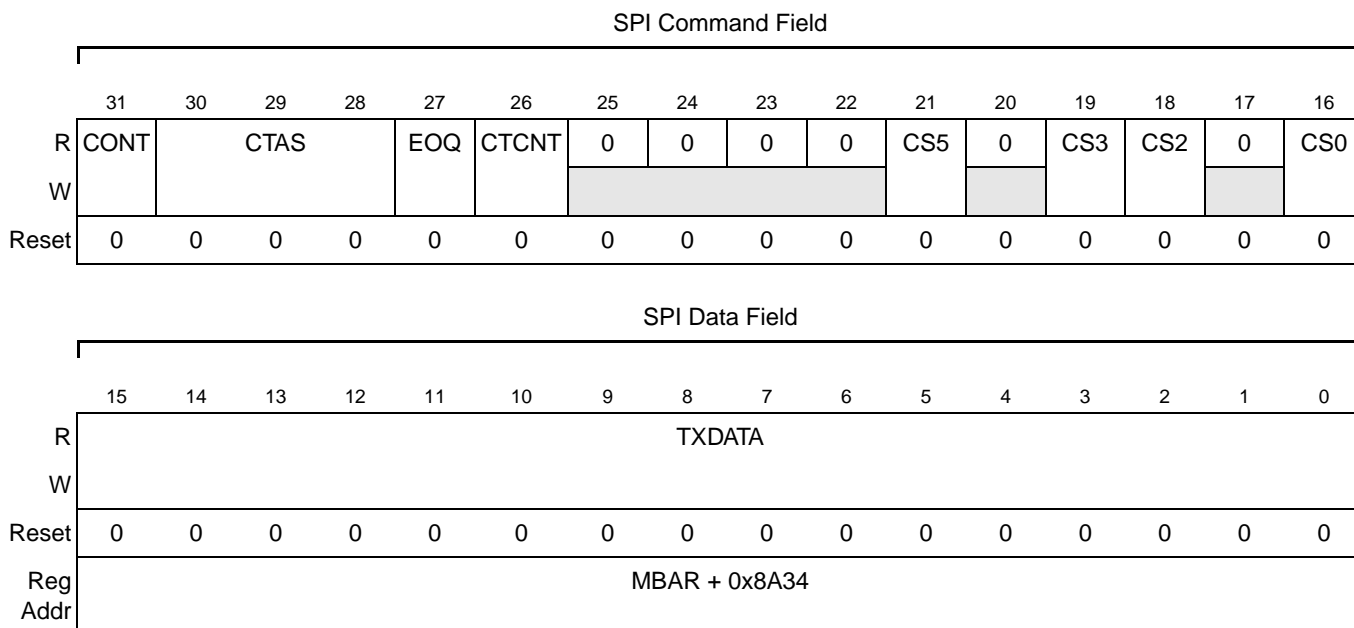 SPI Command Field
31 30 29 28 27 26 25 24 23 22 21 20 19 18 17 16
R CONT CTAS EOQ CTCNT 0 0 0 0 CS5 0 CS3 CS2 0 CS0
W
Reset 0 0 0 0 0 0 0 0 0 0 0 0 0 0 0 0
SPI Data Field
15 14 13 12 11 10 9 8 7 6 5 4 3 2 1 0
R TXDATA
W
Reset 0 0 0 0 0 0 0 0 0 0 0 0 0 0 0 0
Reg MBAR + 0x8A34
Addr